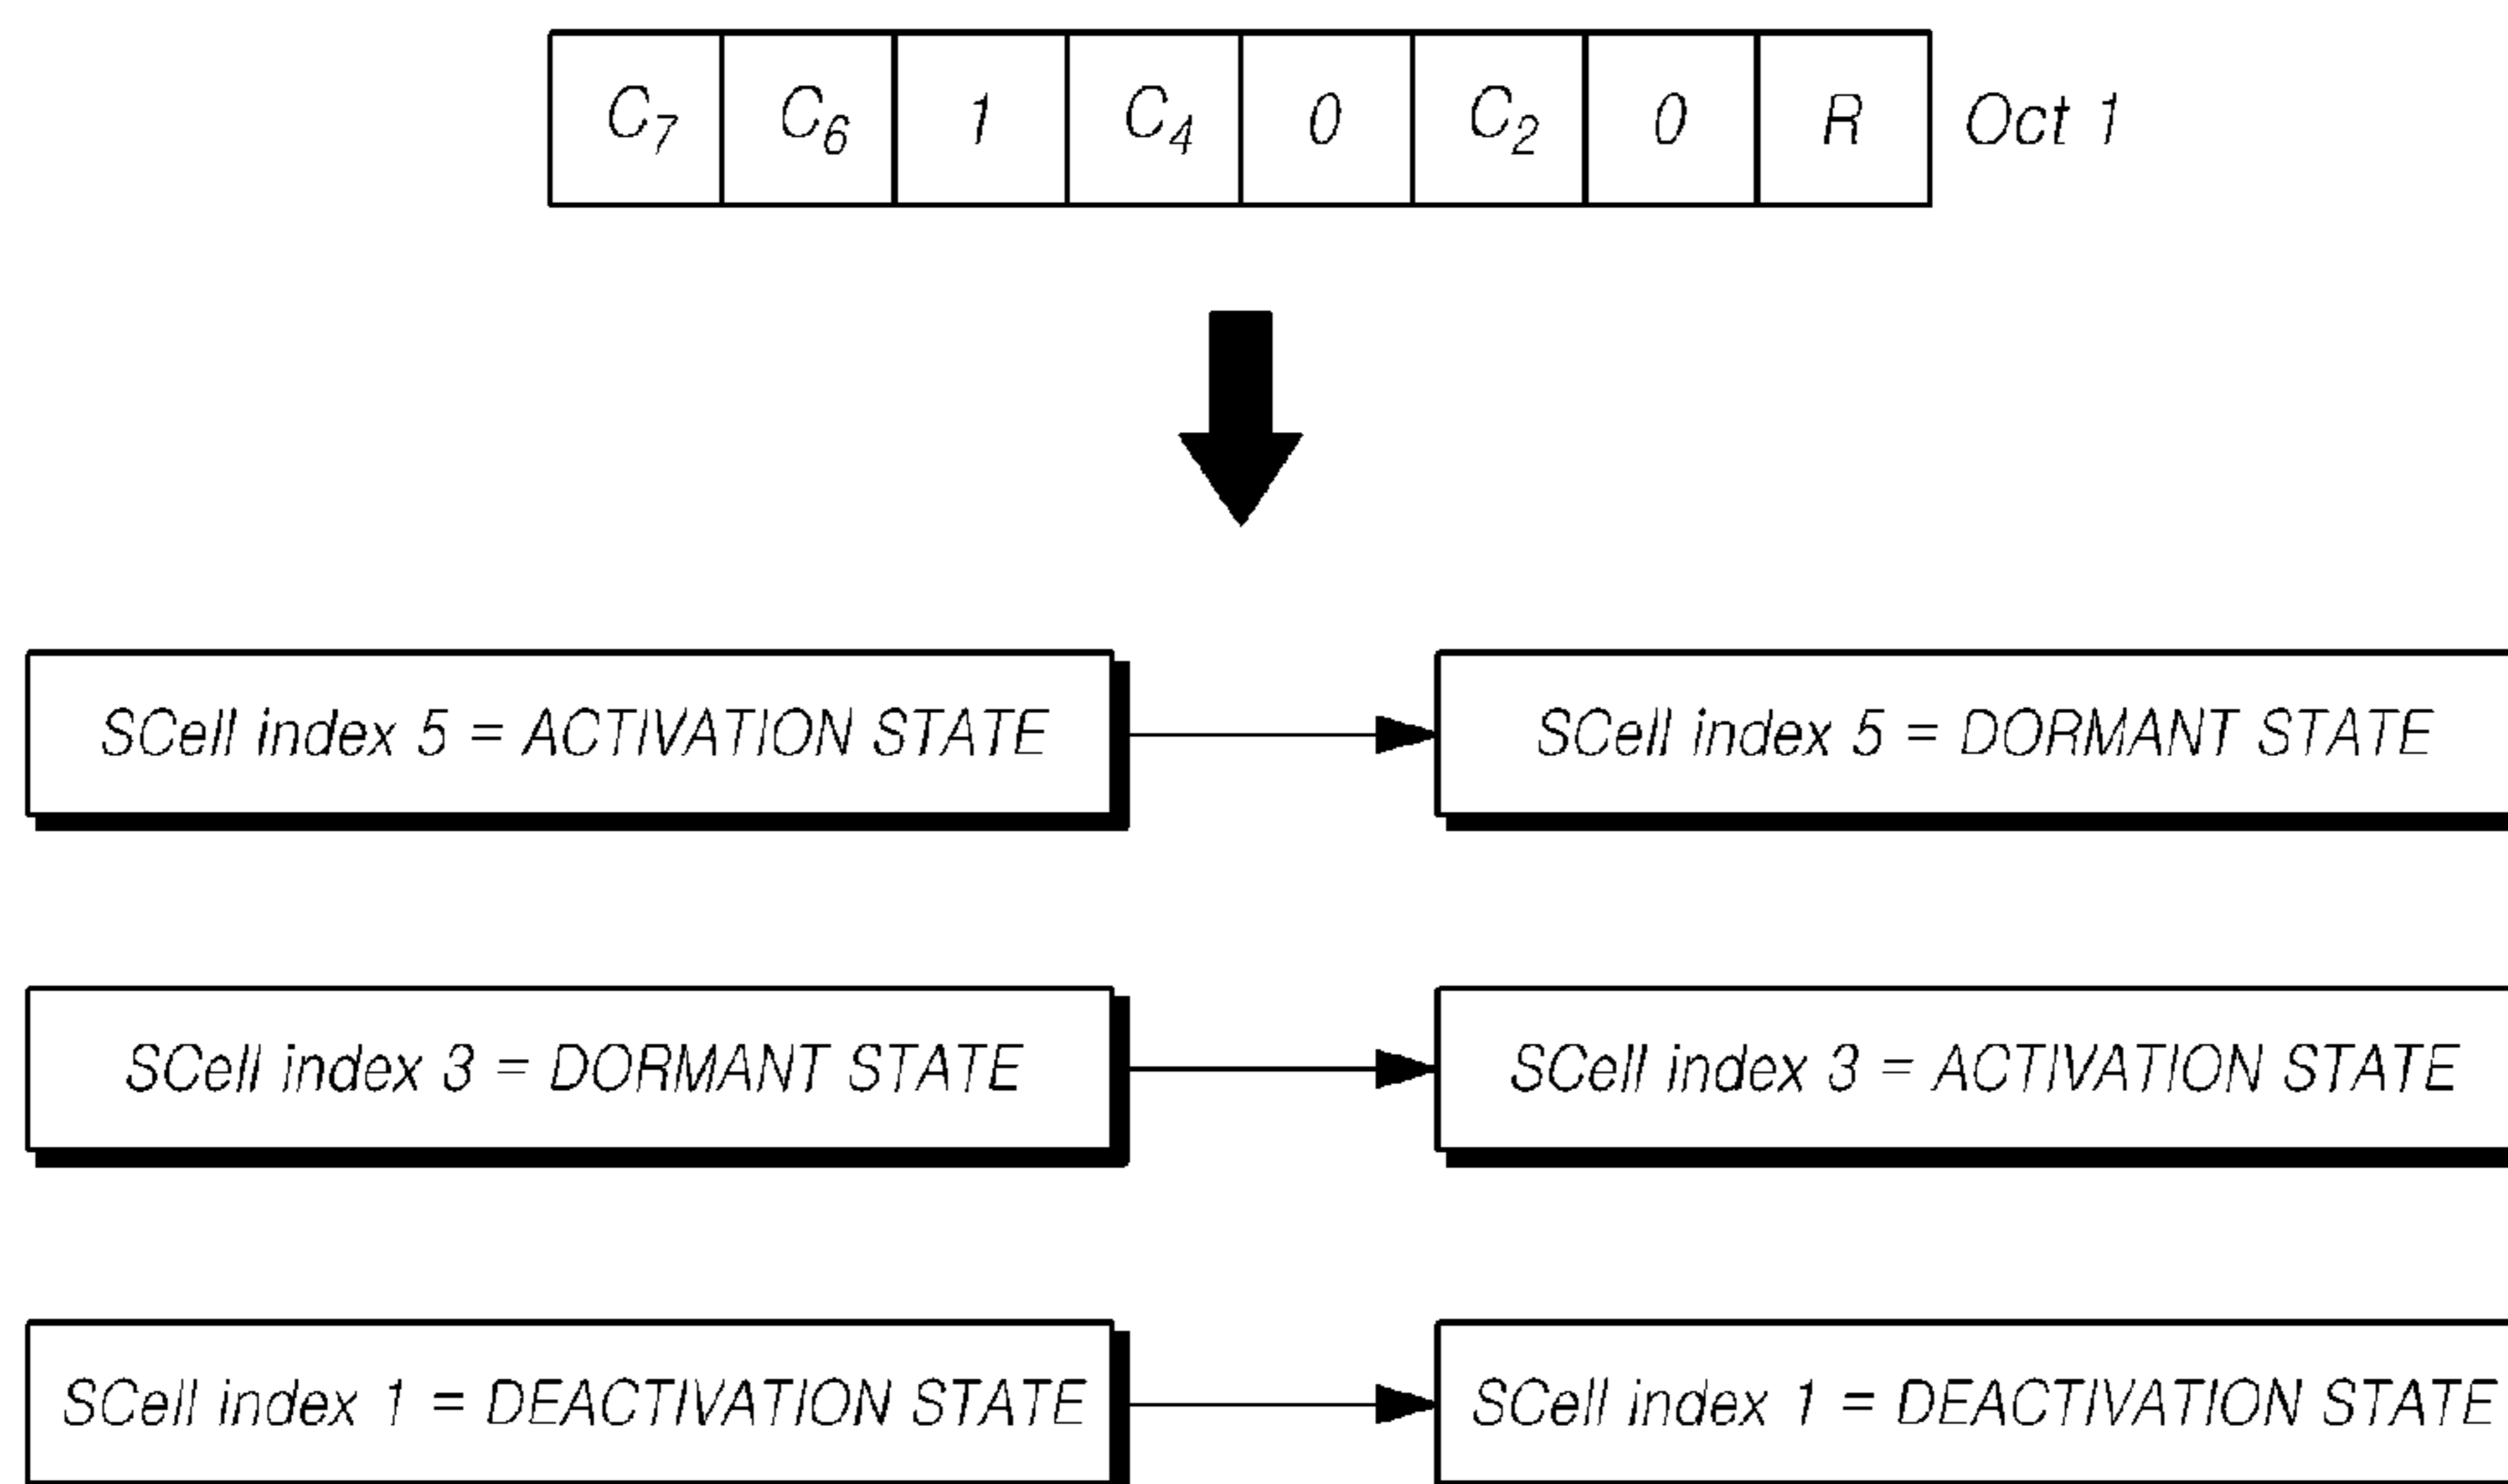 C7 C6 1 C4 0 C2 0 R Oct 1
SCell index 5 = ACTIVATION STATE SCell index 5 = DORMANT STATE
SCell index 3 = DORMANT STATE SCell index 3 = ACTIVATION STATE
SCell index 1 = DEACTIVATION STATE SCell index 1 = DEACTIVATION STATE